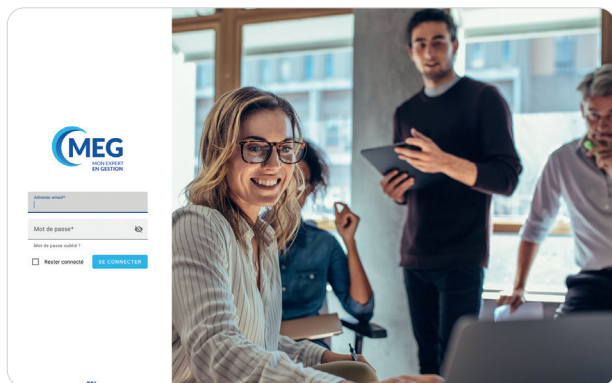 MEG
MON EXPERT
EN GESTION
Adresse email*
Mot de passe*
Mot de passe oublié ?
Rester connecté
SE CONNECTER